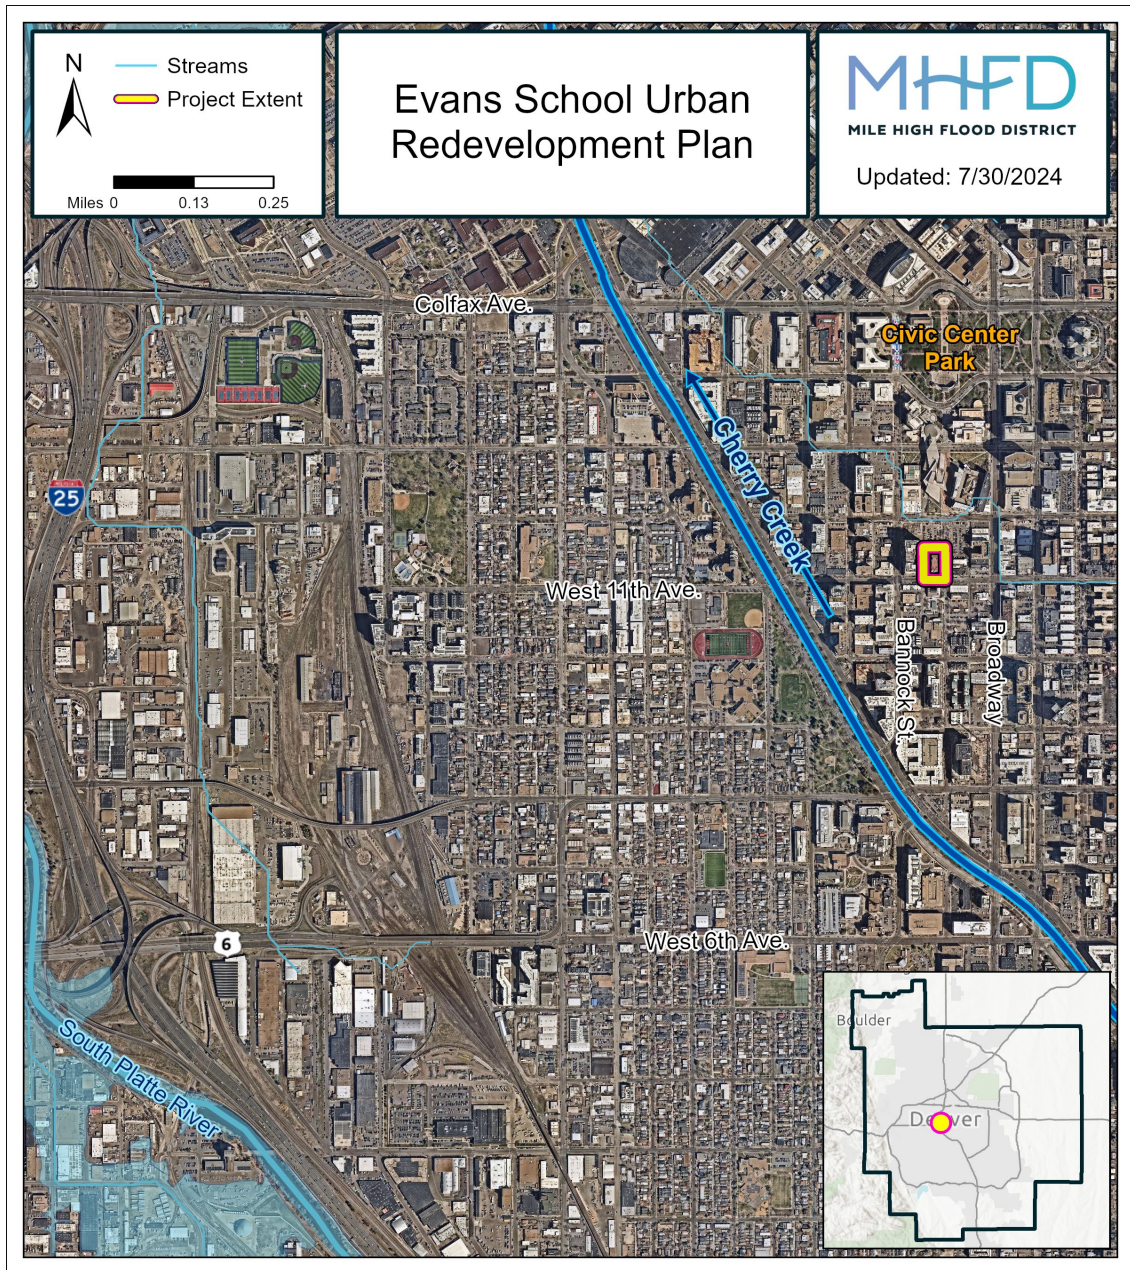 N
Streams
Project Extent
Miles 0 0.13 0.25
Evans School Urban
Redevelopment Plan
MHFD
MILE HIGH FLOOD DISTRICT
Updated: 7/30/2024
Colfax Ave.
Civic Center
Park
Cherry Creek
25
West 11th Ave.
Bannock St.
Broadway
6
West 6th Ave.
South Platte River
Boulder
Denver